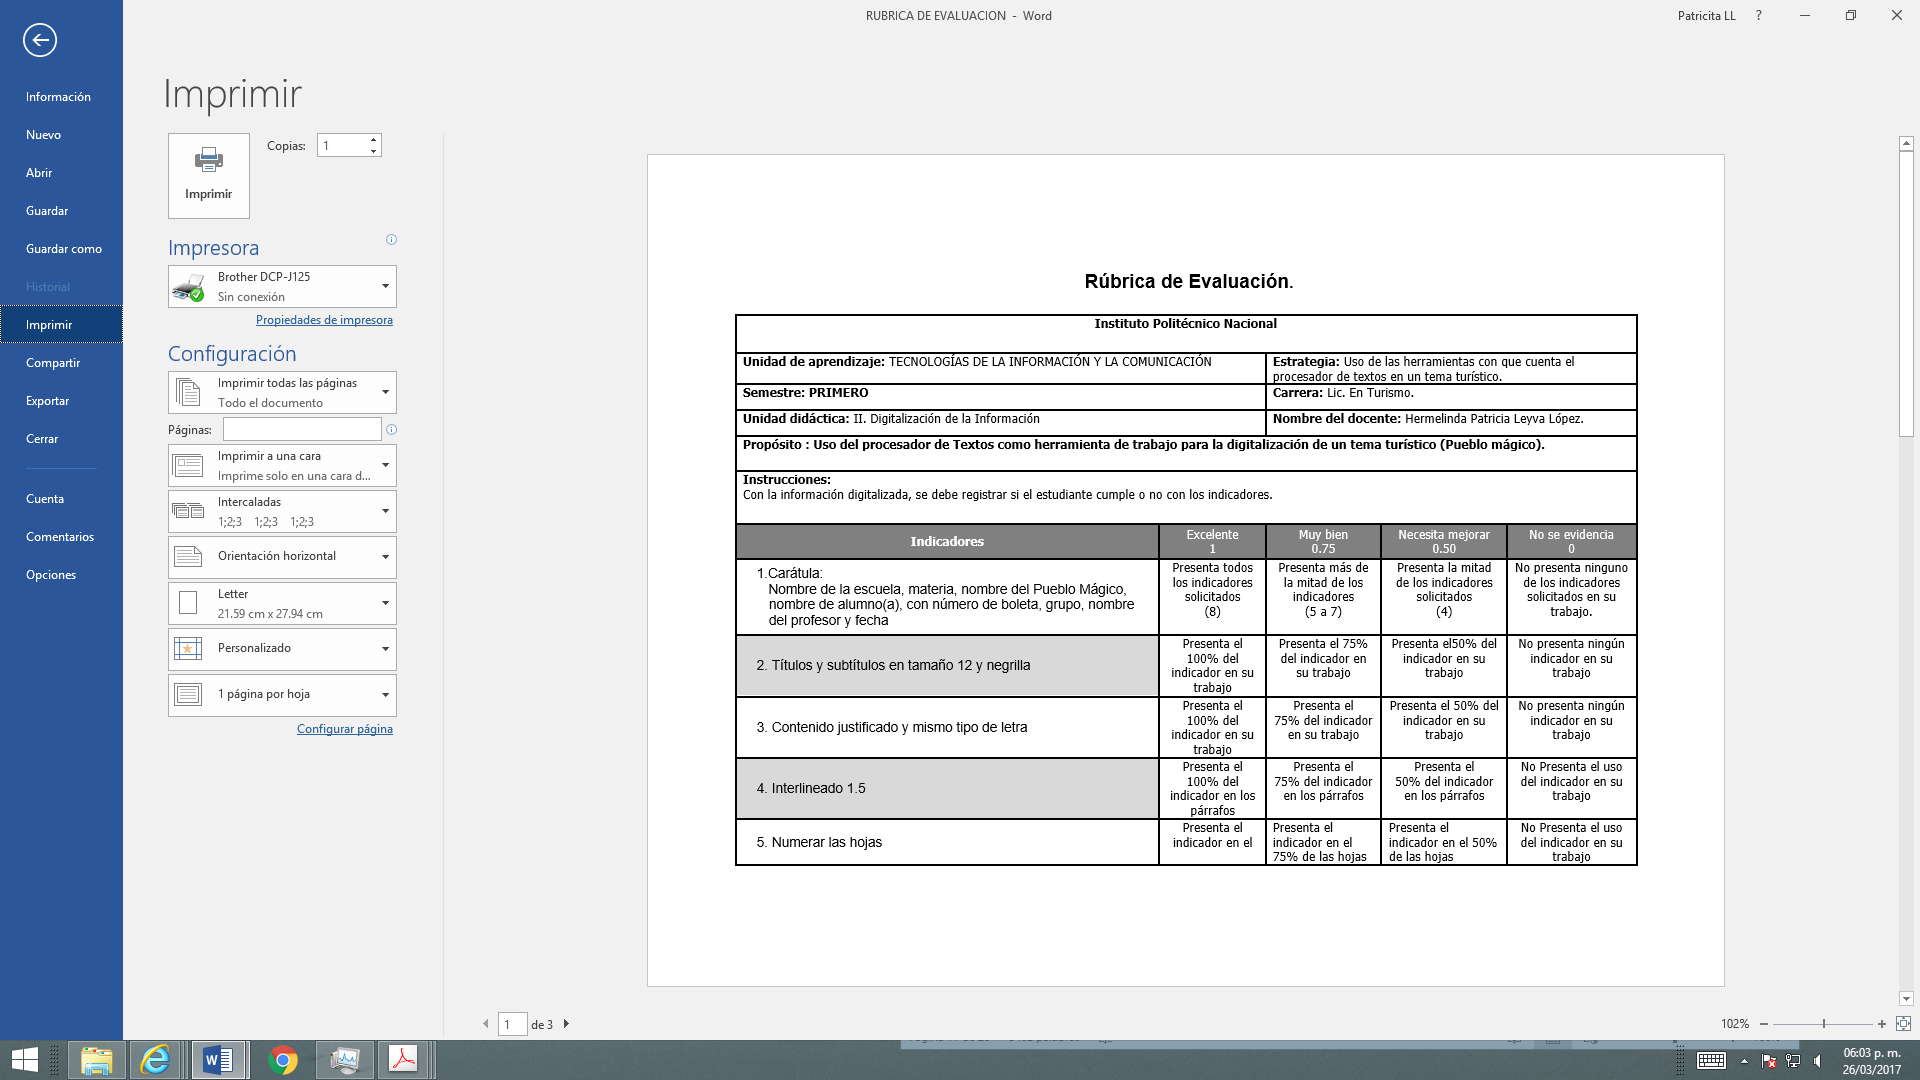 RUBRICA DE EVALUACION - Word
Patricita LL
?
Información
Nuevo
Abrir
Guardar
Guardar como
Historial
Imprimir
Compartir
Exportar
Cerrar
Cuenta
Comentarios
Opciones
Imprimir
Imprimir
Copias:
1
Impresora
Brother DCP-J125
Sin conexión
Propiedades de impresora
Configuración
Imprimir todas las páginas
Todo el documento
Páginas:
Imprimir a una cara
Imprime solo en una cara d...
Intercaladas
1;2;3 1;2;3 1;2;3
Orientación horizontal
Letter
21.59 cm x 27.94 cm
Personalizado
1 página por hoja
Configurar página
Rúbrica de Evaluación.
Instituto Politécnico Nacional
Unidad de aprendizaje: TECNOLOGÍAS DE LA INFORMACIÓN Y LA COMUNICACIÓN
Estrategia: Uso de las herramientas con que cuenta el
procesador de textos en un tema turístico.
Semestre: PRIMERO
Carrera: Lic. En Turismo.
Unidad didáctica: II. Digitalización de la Información
Nombre del docente: Hermelinda Patricia Leyva López.
Propósito : Uso del procesador de Textos como herramienta de trabajo para la digitalización de un tema turístico (Pueblo mágico).
Instrucciones:
Con la información digitalizada, se debe registrar si el estudiante cumple o no con los indicadores.
Indicadores
Excelente
1
Muy bien
0.75
Necesita mejorar
0.50
No se evidencia
0
1.Carátula:
Nombre de la escuela, materia, nombre del Pueblo Mágico,
nombre de alumno(a), con número de boleta, grupo, nombre
del profesor y fecha
Presenta todos
los indicadores
solicitados
(8)
Presenta más de
la mitad de los
indicadores
(5 a 7)
Presenta la mitad
de los indicadores
solicitados
(4)
No presenta ninguno
de los indicadores
solicitados en su
trabajo.
2. Títulos y subtítulos en tamaño 12 y negrilla
Presenta el
100% del
indicador en su
trabajo
Presenta el 75%
del indicador en
su trabajo
Presenta el50% del
indicador en su
trabajo
No presenta ningún
indicador en su
trabajo
3. Contenido justificado y mismo tipo de letra
Presenta el
100% del
indicador en su
trabajo
Presenta el
75% del indicador
en su trabajo
Presenta el 50% del
indicador en su
trabajo
No presenta ningún
indicador en su
trabajo
4. Interlineado 1.5
Presenta el
100% del
indicador en los
párrafos
Presenta el
75% del indicador
en los párrafos
Presenta el
50% del indicador
en los párrafos
No Presenta el uso
del indicador en su
trabajo
5. Numerar las hojas
Presenta el
indicador en el
Presenta el
indicador en el
75% de las hojas
Presenta el
indicador en el 50%
de las hojas
No Presenta el uso
del indicador en su
trabajo
1 de 3
102%
06:03 p. m.
26/03/2017